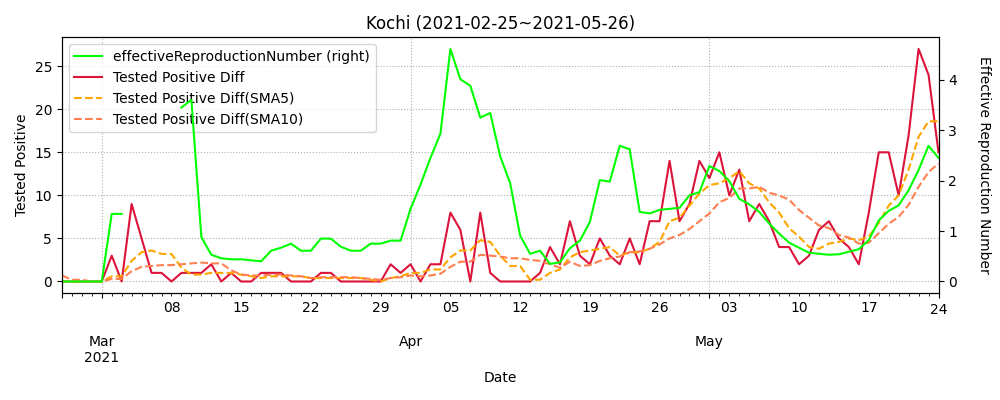 Kochi (2021-02-25~2021-05-26)
effectiveReproductionNumber (right)
Tested Positive Diff
Tested Positive Diff(SMA5)
Tested Positive Diff(SMA10)
Tested Positive
25
20
15
10
5
0
Effective Reproduction Number
4
3
2
1
0
08 15 22 29 05 12 19 26 03 10 17 24
Mar Apr May
2021
Date